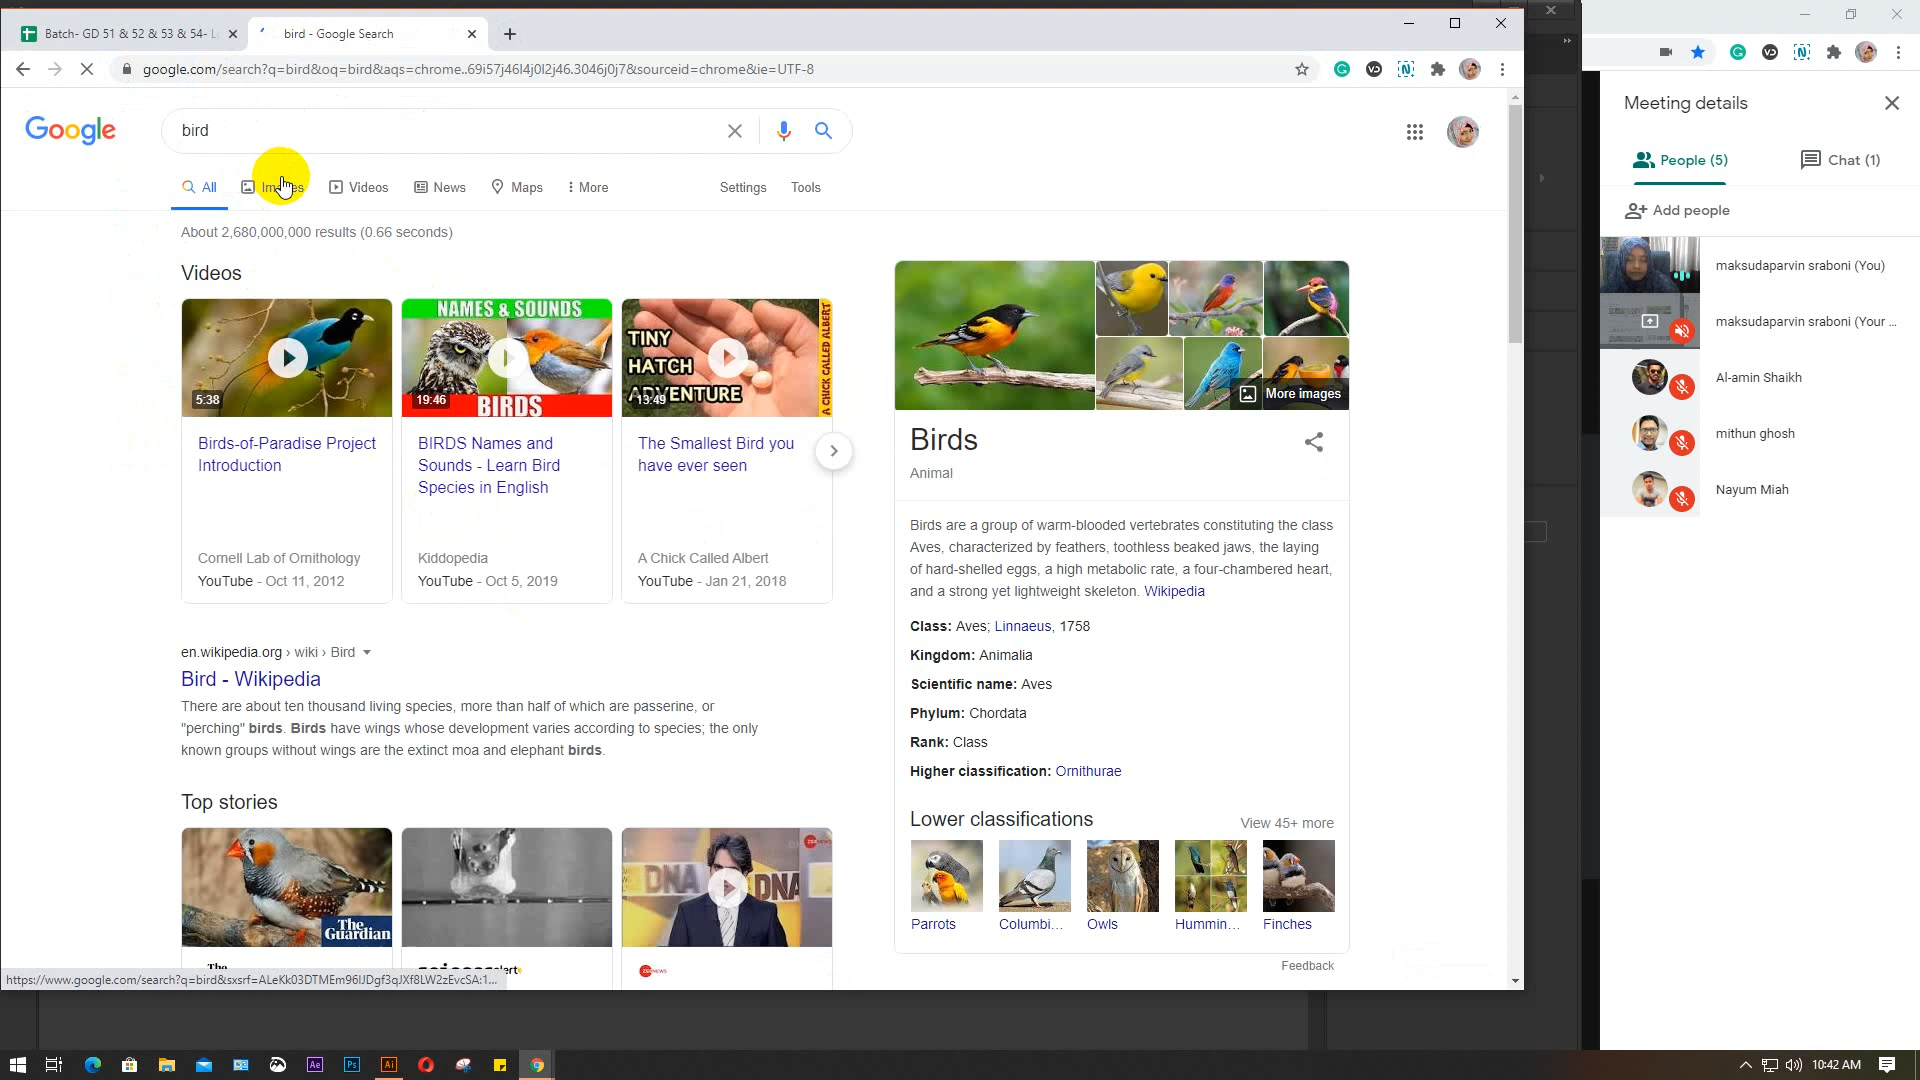 Batch- GD 51 & 52 & 53 & 54- L
bird - Google Search
google.com/search?q=bird&oq=bird&aqs=chrome..69i57j46l4j0l2j46.3046j0j7&sourceid=chrome&ie=UTF-8
Google
bird
All
Images
Videos
News
Maps
More
Settings
Tools
About 2,680,000,000 results (0.66 seconds)
Videos
5:38
NAMES & SOUNDS
19:46
BIRDS
TINY
HATCH
ADVENTURE
13:49
A CHICK CALLED ALBERT
Birds-of-Paradise Project
Introduction
Cornell Lab of Ornithology
YouTube - Oct 11, 2012
BIRDS Names and
Sounds - Learn Bird
Species in English
Kiddopedia
YouTube - Oct 5, 2019
The Smallest Bird you
have ever seen
A Chick Called Albert
YouTube - Jan 21, 2018
en.wikipedia.org › wiki › Bird
Bird - Wikipedia
There are about ten thousand living species, more than half of which are passerine, or
"perching" birds. Birds have wings whose development varies according to species; the only
known groups without wings are the extinct moa and elephant birds.
Top stories
The
Guardian
DNA
DNA
The
ZEE NEWS
More images
Birds
Animal
Birds are a group of warm-blooded vertebrates constituting the class
Aves, characterized by feathers, toothless beaked jaws, the laying
of hard-shelled eggs, a high metabolic rate, a four-chambered heart,
and a strong yet lightweight skeleton. Wikipedia
Class: Aves; Linnaeus, 1758
Kingdom: Animalia
Scientific name: Aves
Phylum: Chordata
Rank: Class
Higher classification: Ornithurae
Lower classifications
View 45+ more
Parrots
Columbi...
Owls
Hummin...
Finches
Feedback
Meeting details
People (5)
Chat (1)
Add people
maksudaparvin sraboni (You)
maksudaparvin sraboni (Your ...
Al-amin Shaikh
mithun ghosh
Nayum Miah
Ae
Ps
Ai
10:42 AM